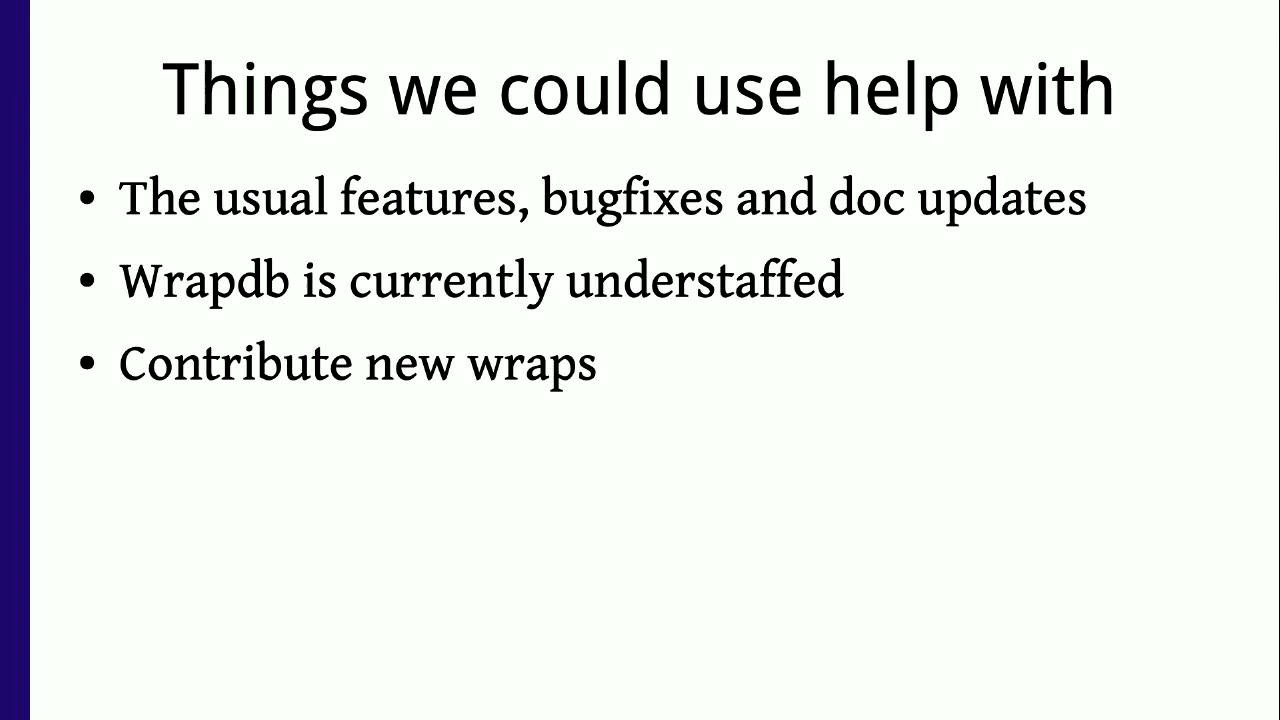 Things we could use help with
• The usual features, bugfixes and doc updates
• Wrapdb is currently understaffed
• Contribute new wraps